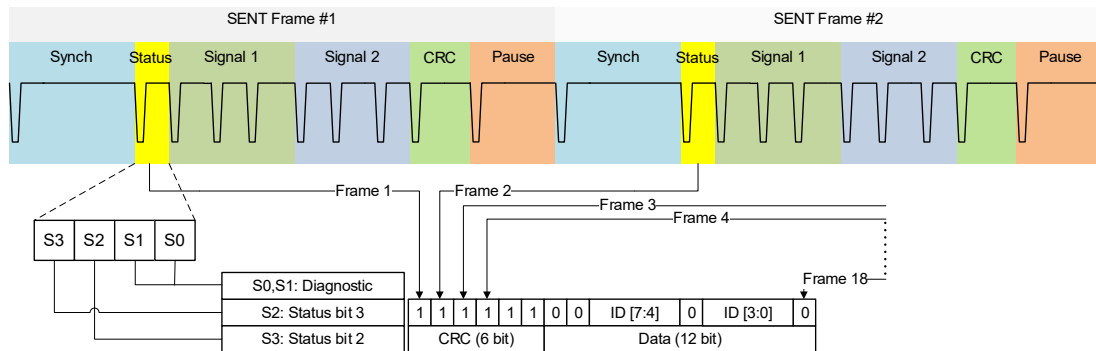 SENT Frame #1 SENT Frame #2
Synch Status Signal 1 Signal 2 CRC Pause Synch Status Signal 1 Signal 2 CRC Pause
Frame 1 Frame 2
Frame 3
Frame 4
S3 S2 S1 S0
Frame 18
S0,S1: Diagnostic
S2: Status bit 3 1 1 1 1 1 1 0 0 ID [7:4] 0 ID [3:0] 0
S3: Status bit 2 CRC (6 bit) Data (12 bit)